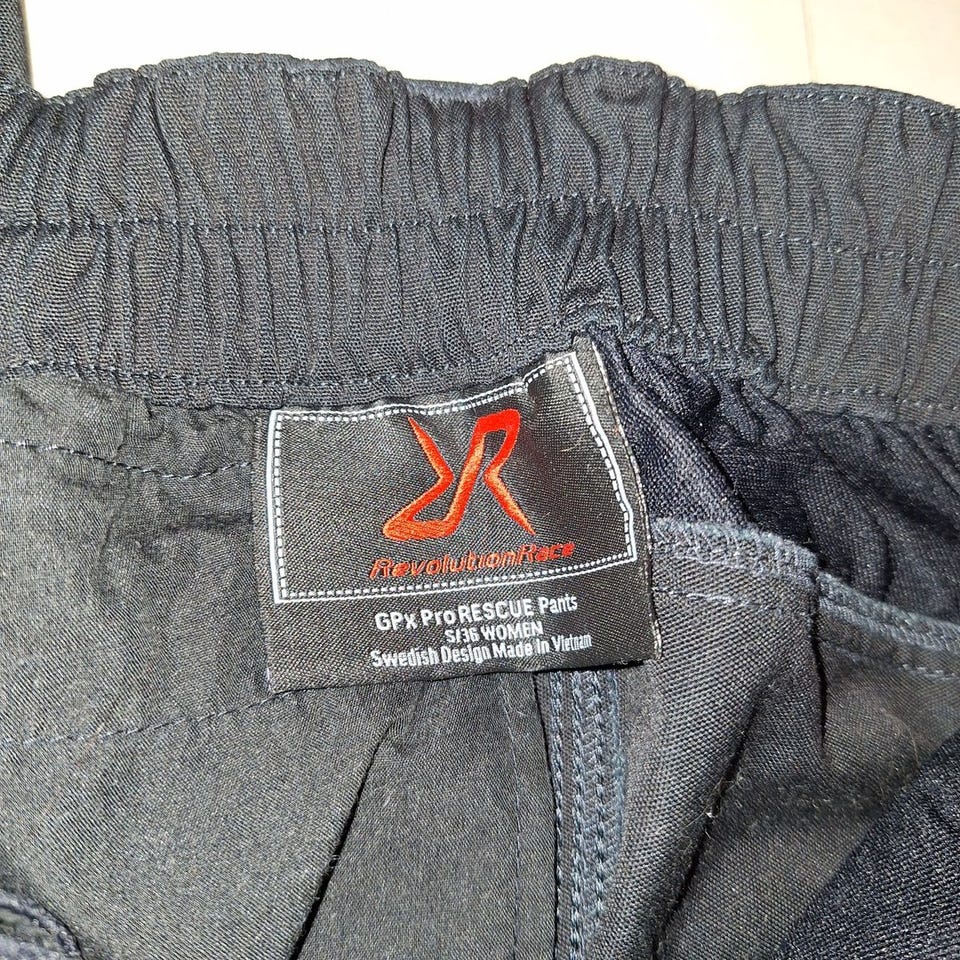 RevolutionRace
GPx Pro RESCUE Pants
S/36 WOMEN
Swedish Design Made in Vietnam